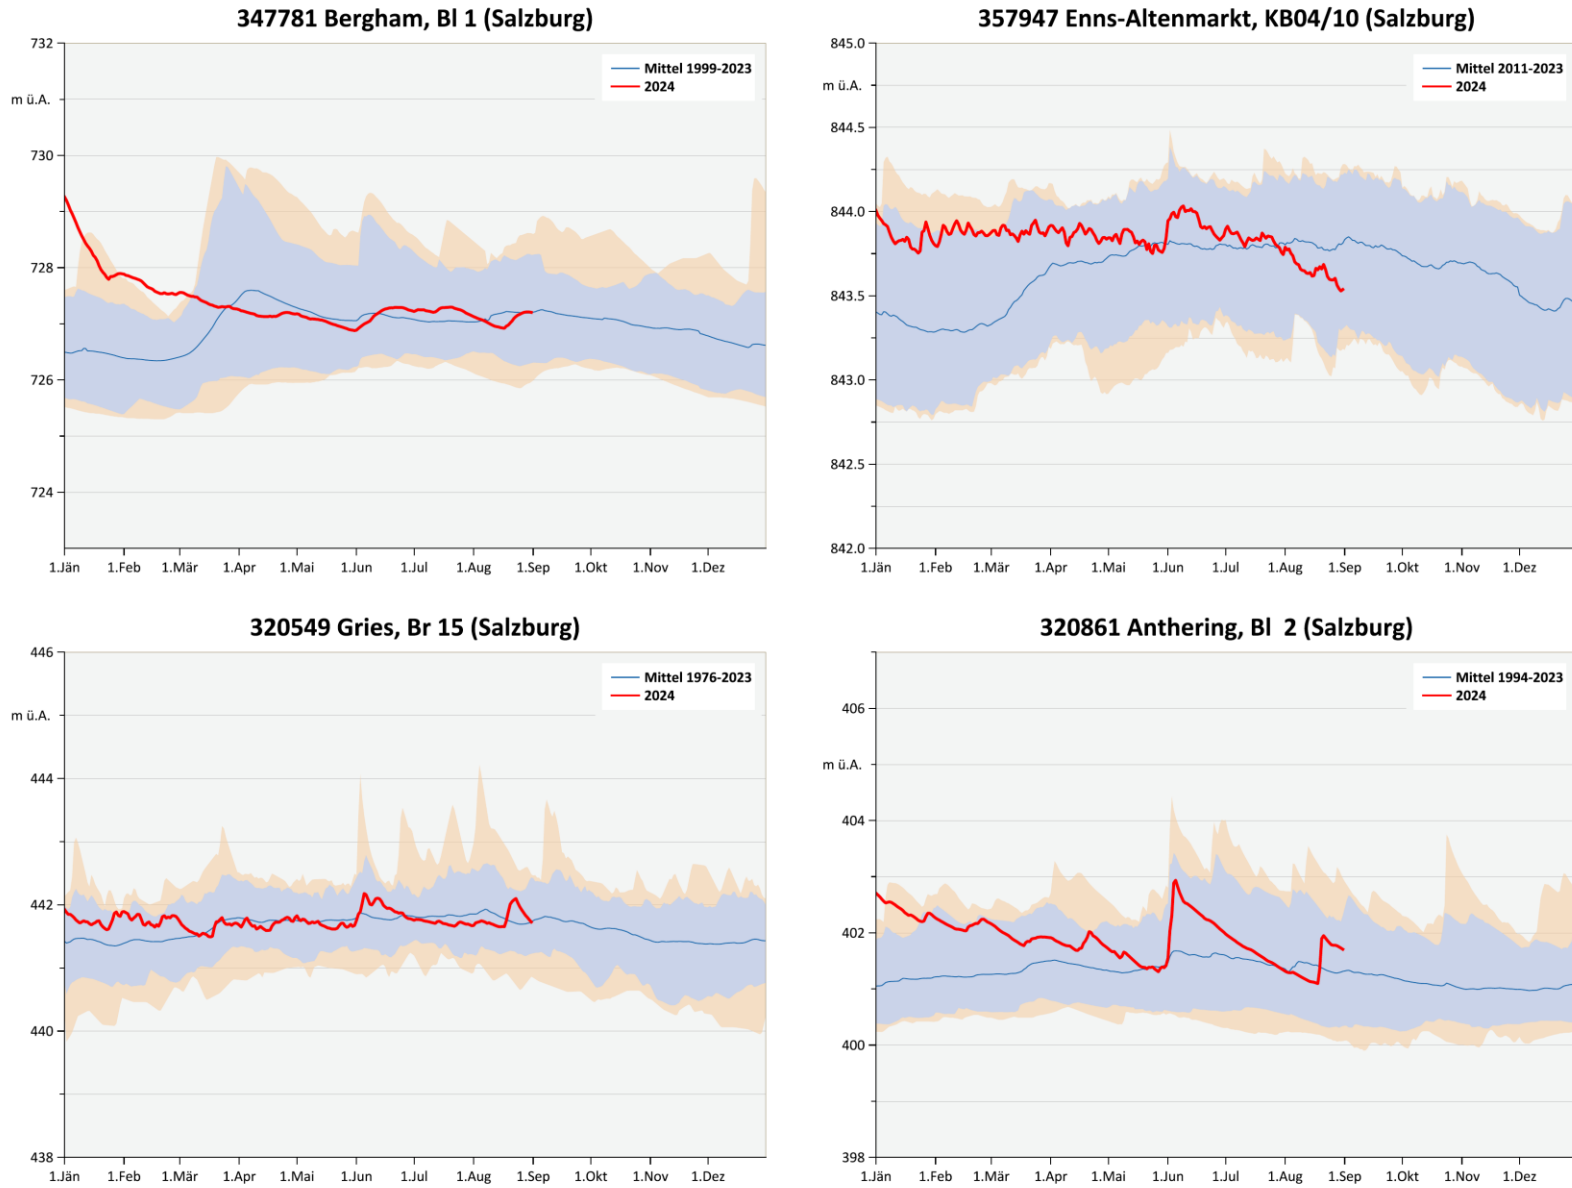 347781 Bergham, Bl 1 (Salzburg)
732
m ü.A.
730
728
726
724
Mittel 1999-2023
2024
1.Jän 1.Feb 1.Mär 1.Apr 1.Mai 1.Jun 1.Jul 1.Aug 1.Sep 1.Okt 1.Nov 1.Dez
357947 Enns-Altenmarkt, KB04/10 (Salzburg)
845.0
m ü.A.
844.5
844.0
843.5
843.0
842.5
842.0
Mittel 2011-2023
2024
1.Jän 1.Feb 1.Mär 1.Apr 1.Mai 1.Jun 1.Jul 1.Aug 1.Sep 1.Okt 1.Nov 1.Dez
320549 Gries, Br 15 (Salzburg)
446
m ü.A.
444
442
440
438
Mittel 1976-2023
2024
1.Jän 1.Feb 1.Mär 1.Apr 1.Mai 1.Jun 1.Jul 1.Aug 1.Sep 1.Okt 1.Nov 1.Dez
320861 Anthering, Bl  2 (Salzburg)
406
m ü.A.
404
402
400
398
Mittel 1994-2023
2024
1.Jän 1.Feb 1.Mär 1.Apr 1.Mai 1.Jun 1.Jul 1.Aug 1.Sep 1.Okt 1.Nov 1.Dez